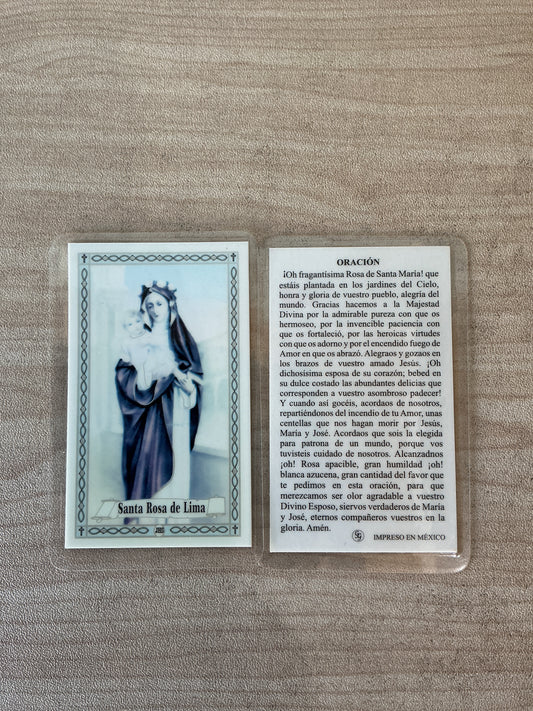 Santa Rosa de Lima
ORACIÓN
¡Oh fragantísima Rosa de Santa María! que
estáis plantada en los jardines del Cielo,
honra y gloria de vuestro pueblo, alegría del
mundo. Gracias hacemos a la Majestad
Divina por la admirable pureza con que os
hermoseo, por la invencible paciencia con
que os fortaleció, por las heroicas virtudes
con que os adorno y por el encendido fuego de
Amor en que os abrazó. Alegraos y gozaos en
los brazos de vuestro amado Jesús. ¡Oh
dichosísima esposa de su corazón; bebed en
su dulce costado las abundantes delicias que
corresponden a vuestro asombroso padecer!
Y cuando así gocéis, acordaos de nosotros,
repartiéndonos del incendio de tu Amor, unas
centellas que nos hagan morir por Jesús,
María y José. Acordaos que sois la elegida
para patrona de un mundo, porque vos
tuvisteis cuidado de nosotros. Alcanzadnos
¡oh! Rosa apacible, gran humildad ¡oh!
blanca azucena, gran cantidad del favor que
te pedimos en esta oración, para que
merezcamos ser olor agradable a vuestro
Divino Esposo, siervos verdaderos de María
y José, eternos compañeros vuestros en la
gloria. Amén.
IMPRESO EN MÉXICO